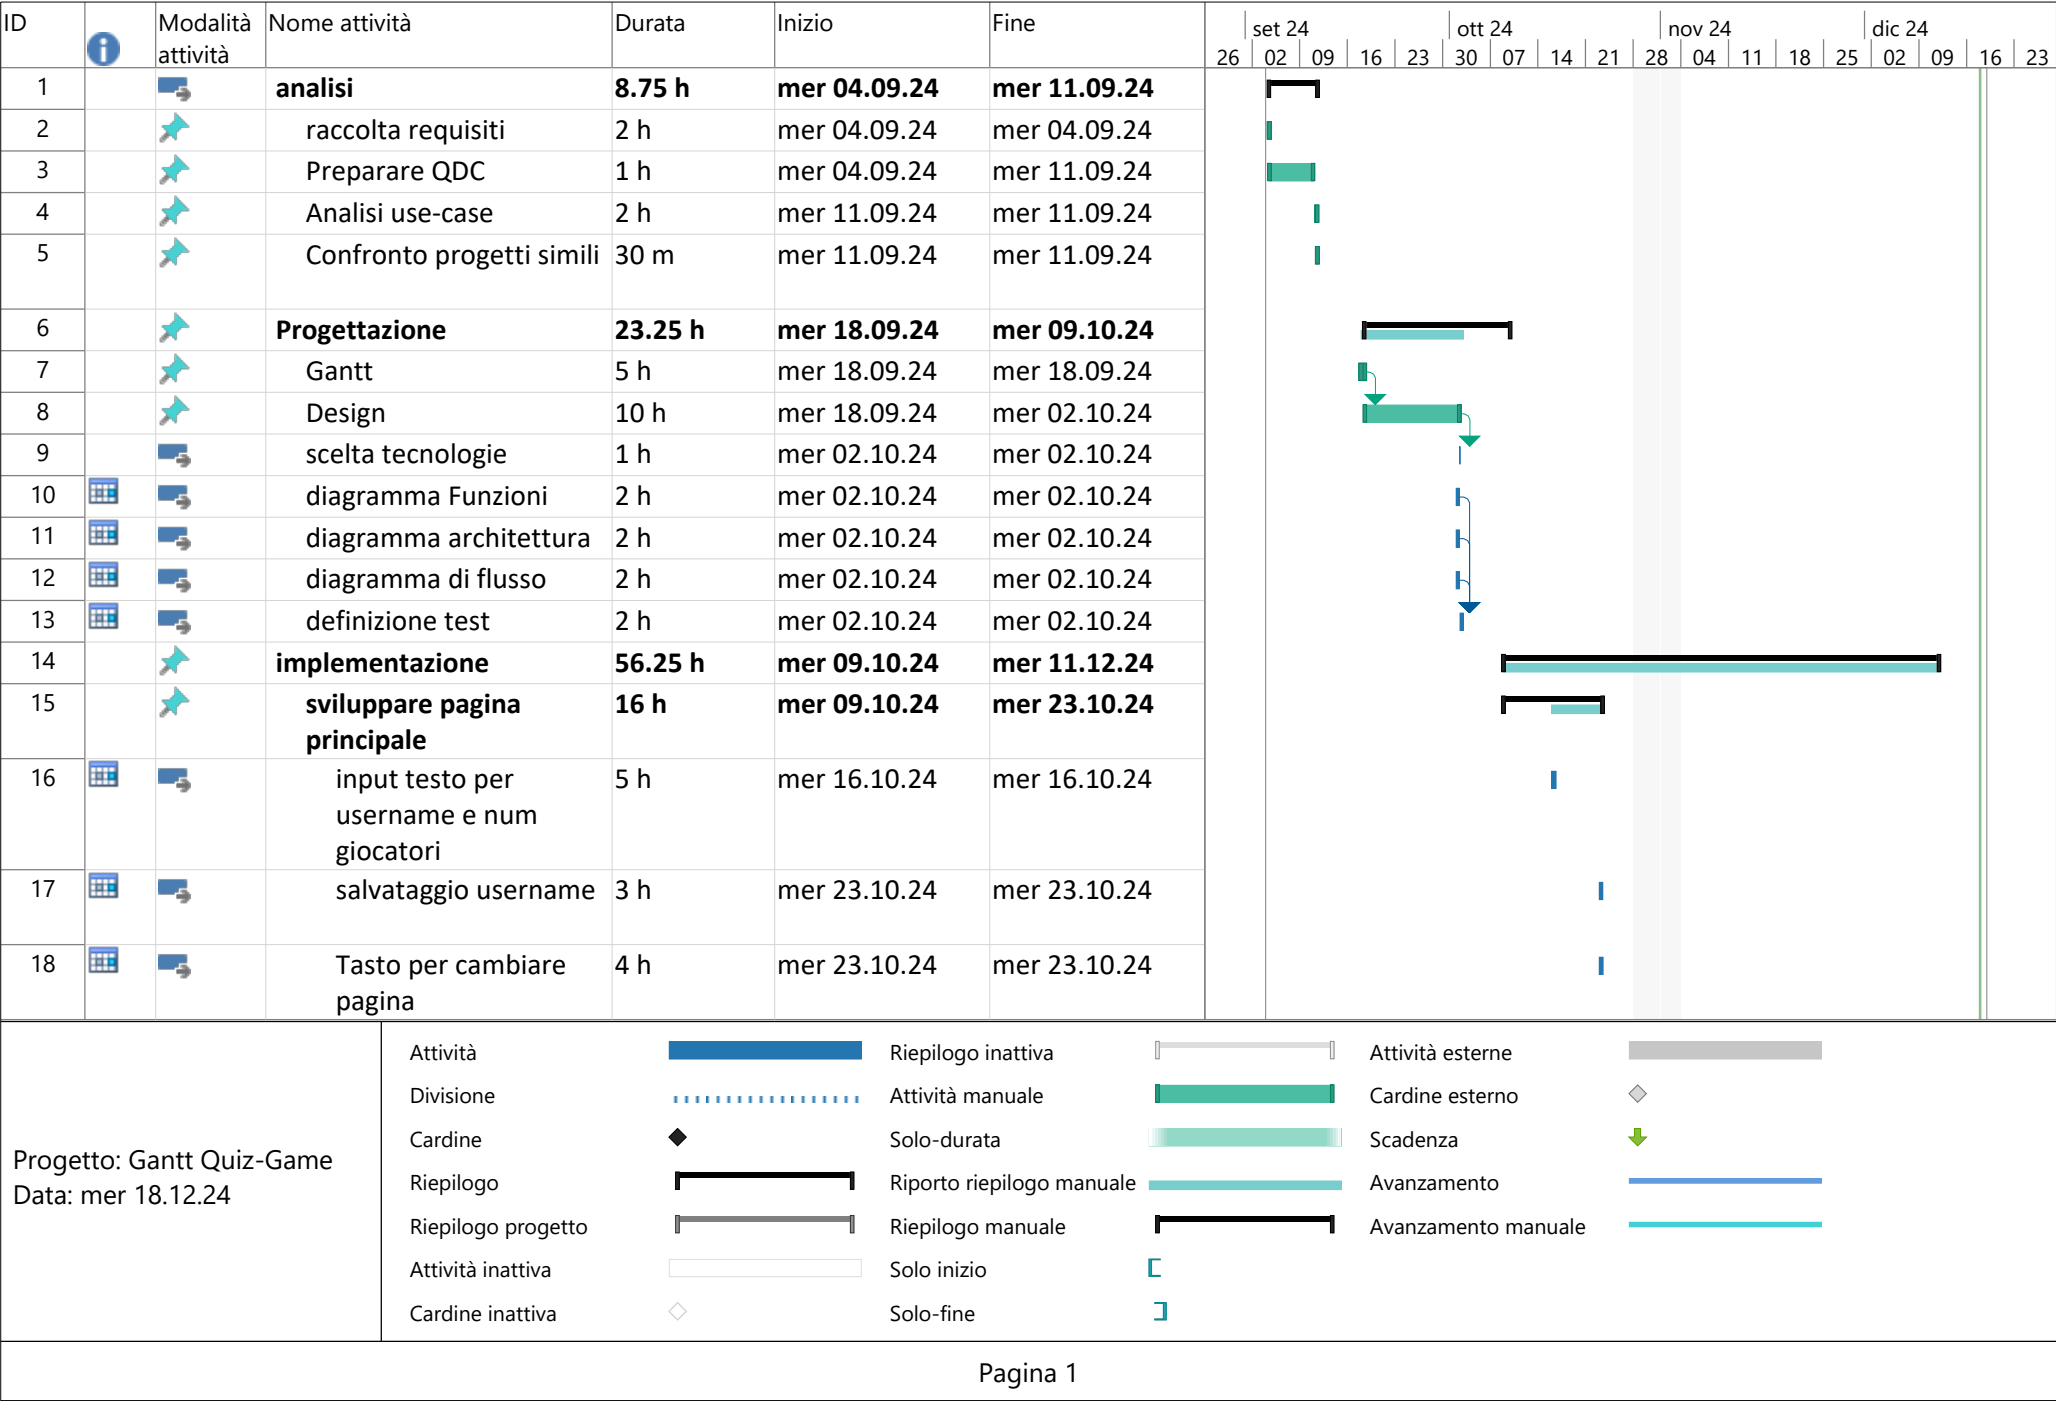 ID Modalità attività Nome attività Durata Inizio Fine
set 24 ott 24 nov 24 dic 24
26 02 09 16 23 30 07 14 21 28 04 11 18 25 02 09 16 23
1 analisi 8.75 h mer 04.09.24 mer 11.09.24
2 raccolta requisiti 2 h mer 04.09.24 mer 04.09.24
3 Preparare QDC 1 h mer 04.09.24 mer 11.09.24
4 Analisi use-case 2 h mer 11.09.24 mer 11.09.24
5 Confronto progetti simili 30 m mer 11.09.24 mer 11.09.24
6 Progettazione 23.25 h mer 18.09.24 mer 09.10.24
7 Gantt 5 h mer 18.09.24 mer 18.09.24
8 Design 10 h mer 18.09.24 mer 02.10.24
9 scelta tecnologie 1 h mer 02.10.24 mer 02.10.24
10 diagramma Funzioni 2 h mer 02.10.24 mer 02.10.24
11 diagramma architettura 2 h mer 02.10.24 mer 02.10.24
12 diagramma di flusso 2 h mer 02.10.24 mer 02.10.24
13 definizione test 2 h mer 02.10.24 mer 02.10.24
14 implementazione 56.25 h mer 09.10.24 mer 11.12.24
15 sviluppare pagina 16 h mer 09.10.24 mer 23.10.24
principale
16 input testo per 5 h mer 16.10.24 mer 16.10.24
username e num
giocatori
17 salvataggio username 3 h mer 23.10.24 mer 23.10.24
18 Tasto per cambiare 4 h mer 23.10.24 mer 23.10.24
pagina
Progetto: Gantt Quiz-Game
Data: mer 18.12.24
Attività
Divisione
Cardine
Riepilogo
Riepilogo progetto
Attività inattiva
Cardine inattiva
Riepilogo inattiva
Attività manuale
Solo-durata
Riporto riepilogo manuale
Riepilogo manuale
Solo inizio
Solo-fine
Attività esterne
Cardine esterno
Scadenza
Avanzamento
Avanzamento manuale
Pagina 1